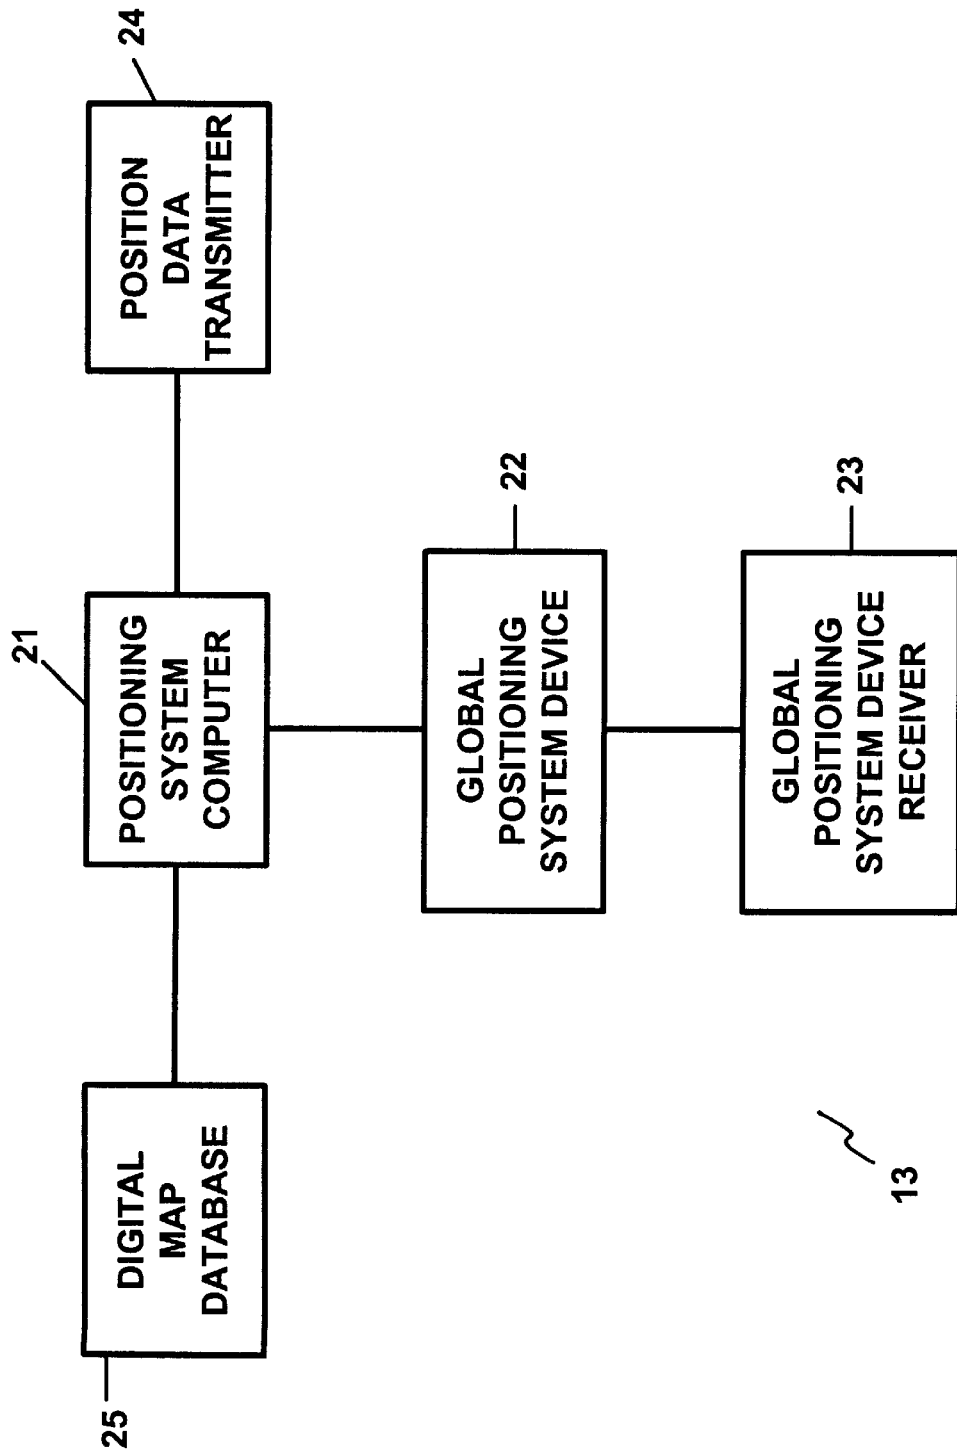 21
24
25
DIGITAL
MAP
DATABASE
POSITIONING
SYSTEM
COMPUTER
POSITION
DATA
TRANSMITTER
22
GLOBAL
POSITIONING
SYSTEM DEVICE
23
GLOBAL
POSITIONING
SYSTEM DEVICE
RECEIVER
13